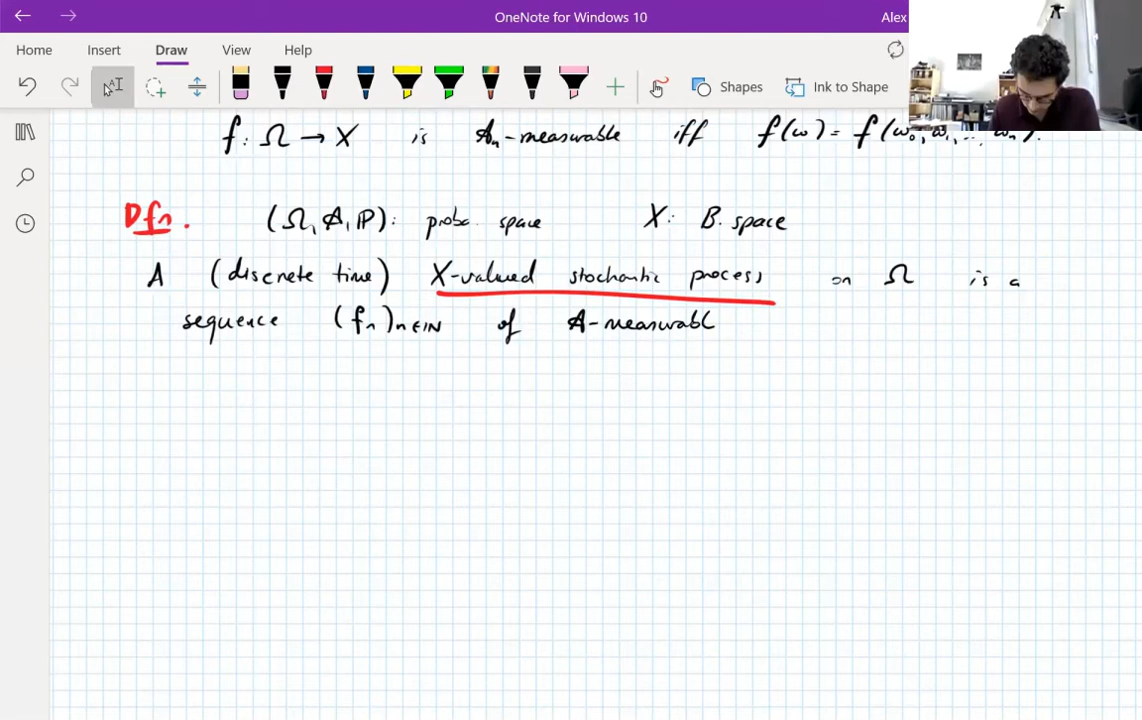 OneNote for Windows 10
Alex
Home Insert Draw View Help
Shapes Ink to Shape
f: Ω → X is 𝒜ₙ-measurable iff f(ω) = f(ω₀, ω₁, ..., ωₙ).
Dfn. (Ω, 𝒜, ℙ): prob. space X: B. space
A (discrete time) X-valued stochastic process on Ω is a
sequence (fₙ)ₙ∈ℕ of 𝒜-measurabl